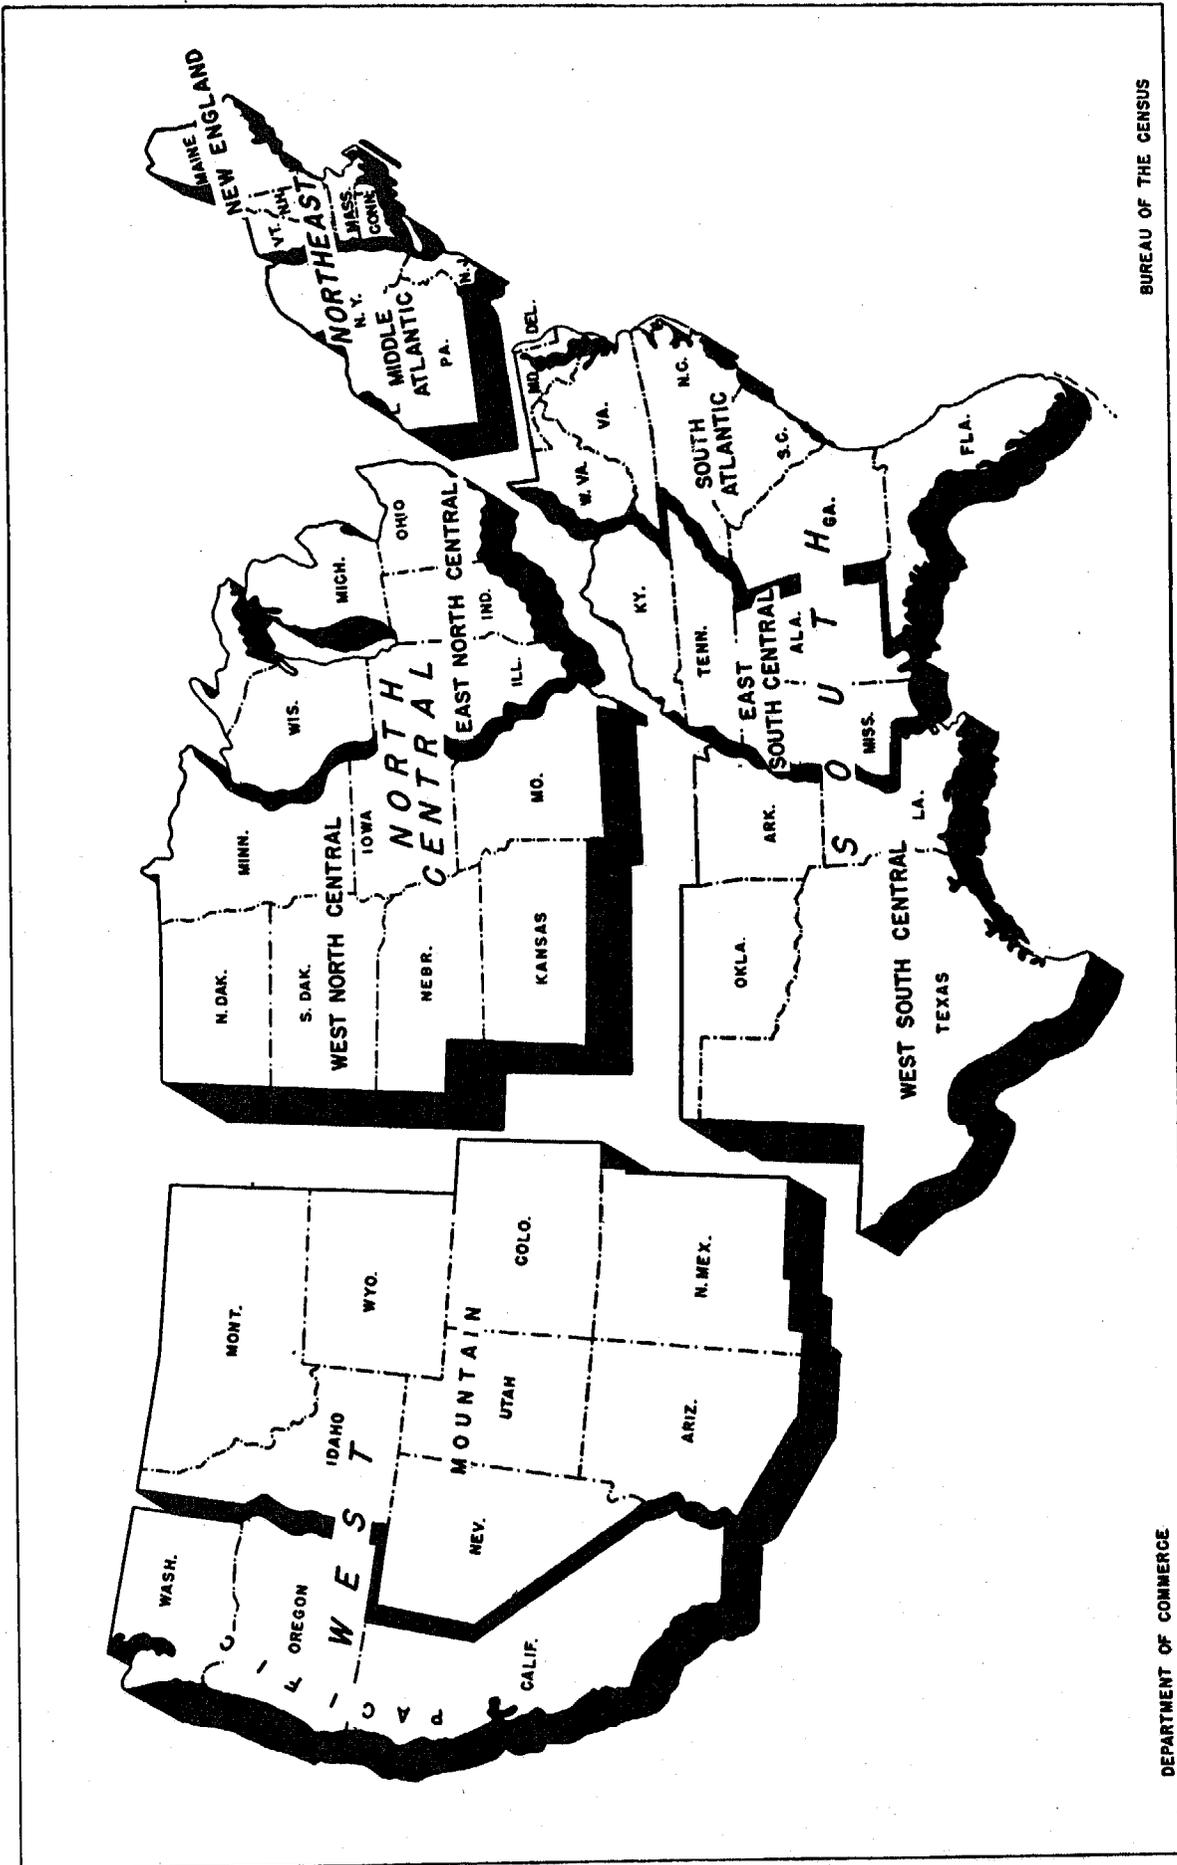 WASH.
OREGON
CALIF.
PACIFIC
WEST
MONT.
IDAHO
WYO.
NEV.
UTAH
COLO.
ARIZ.
N. MEX.
MOUNTAIN
N. DAK.
S. DAK.
WEST NORTH CENTRAL
NEBR.
KANSAS
MINN.
IOWA
MO.
NORTH
CENTRAL
WIS.
MICH.
ILL.
IND.
OHIO
EAST NORTH CENTRAL
MAINE
NEW ENGLAND
VT.
N.H.
MASS.
CONN.
NORTHEAST
N. Y.
MIDDLE
ATLANTIC
PA.
N.
OKLA.
ARK.
TEXAS
LA.
WEST SOUTH CENTRAL
SOUTH
KY.
TENN.
EAST
SOUTH CENTRAL
MISS.
ALA.
DEL.
MD.
W. VA.
VA.
N.C.
SOUTH
ATLANTIC
S.C.
GA.
FLA.
DEPARTMENT OF COMMERCE
BUREAU OF THE CENSUS